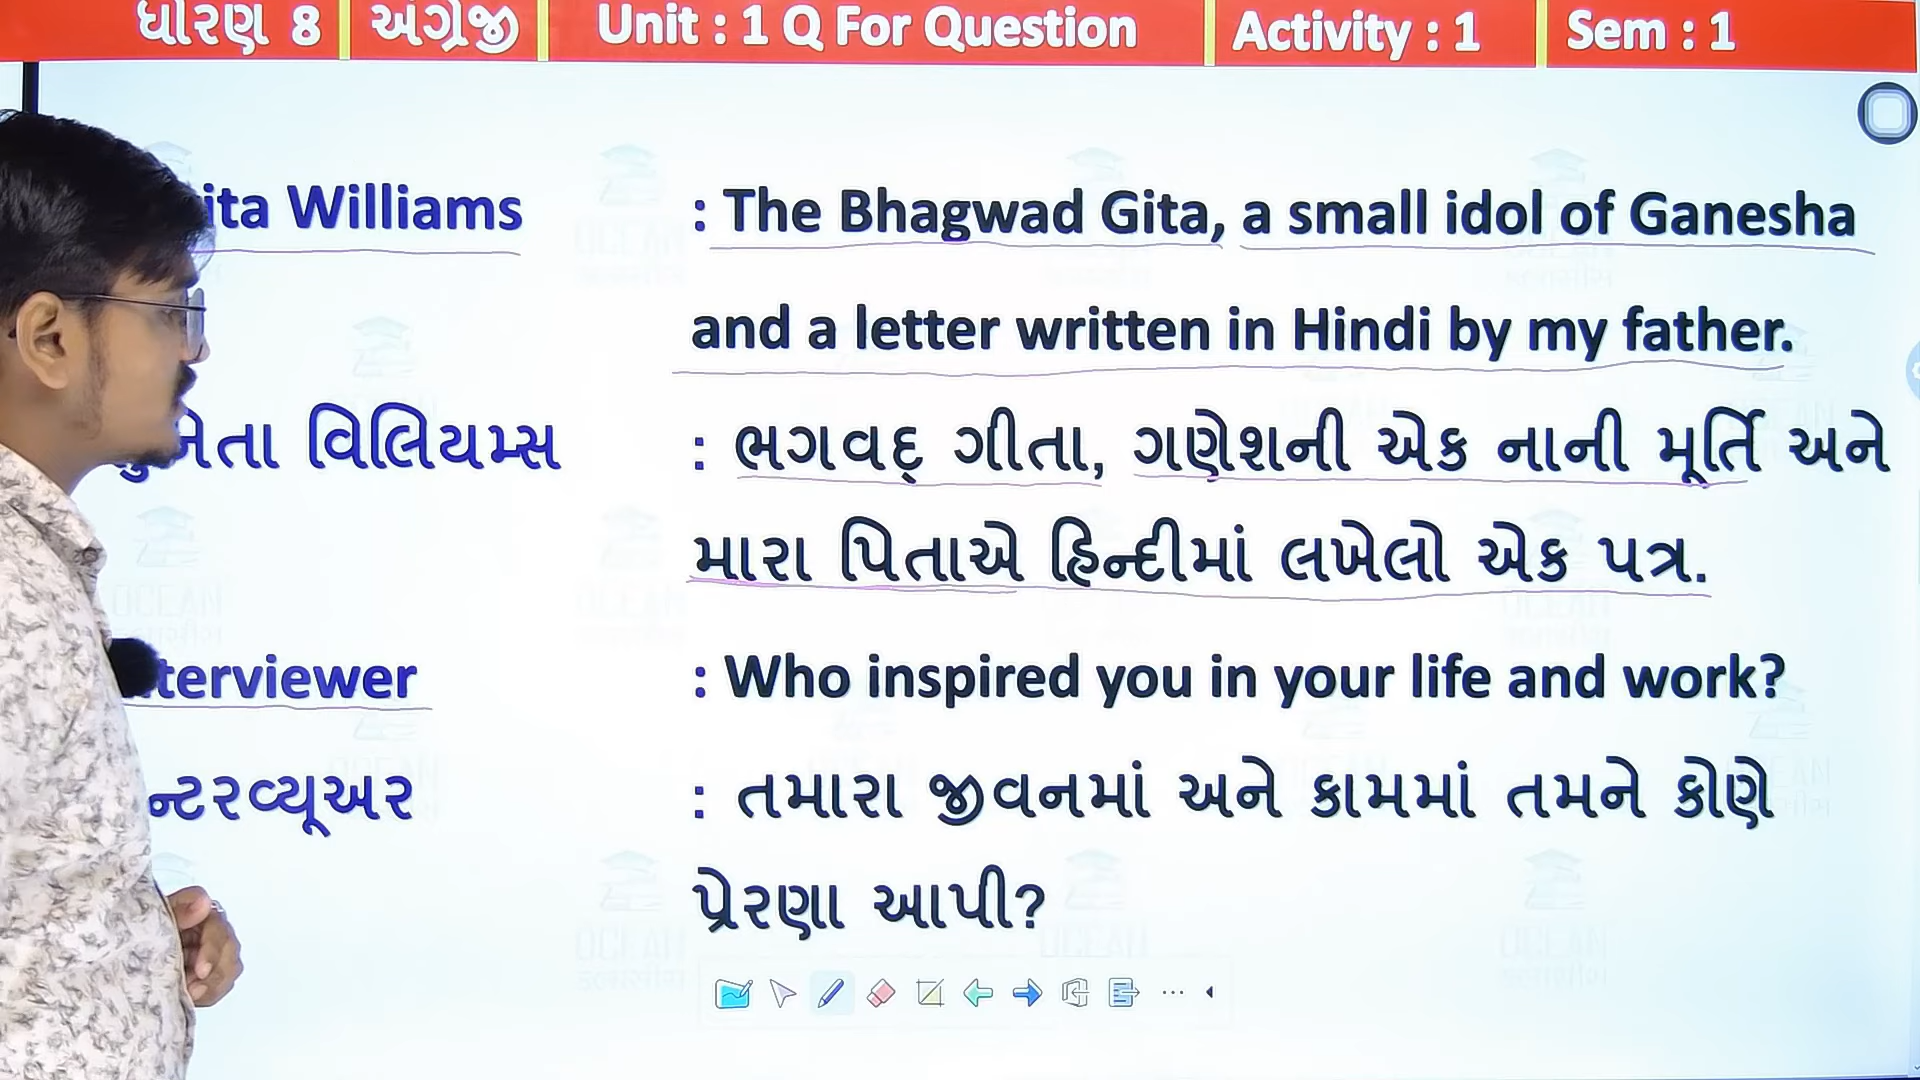 ધોરણ 8 અંગ્રેજી Unit : 1 Q For Question Activity : 1 Sem : 1
ita Williams : The Bhagwad Gita, a small idol of Ganesha
and a letter written in Hindi by my father.
વિલિયમ્સ : ભગવદ્ ગીતા, ગણેશની એક નાની મૂર્તિ અને
મારા પિતાએ હિન્દીમાં લખેલો એક પત્ર.
terviewer : Who inspired you in your life and work?
ન્ટરવ્યૂઅર : તમારા જીવનમાં અને કામમાં તમને કોણે
પ્રેરણા આપી?